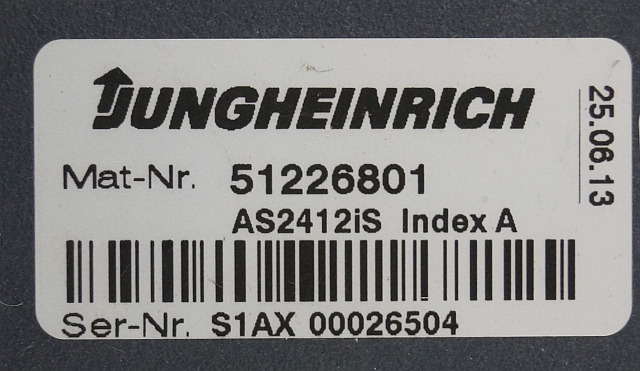 JUNGHEINRICH
25.06.13
Mat-Nr. 51226801
AS2412iS Index A
Ser-Nr. S1AX 00026504